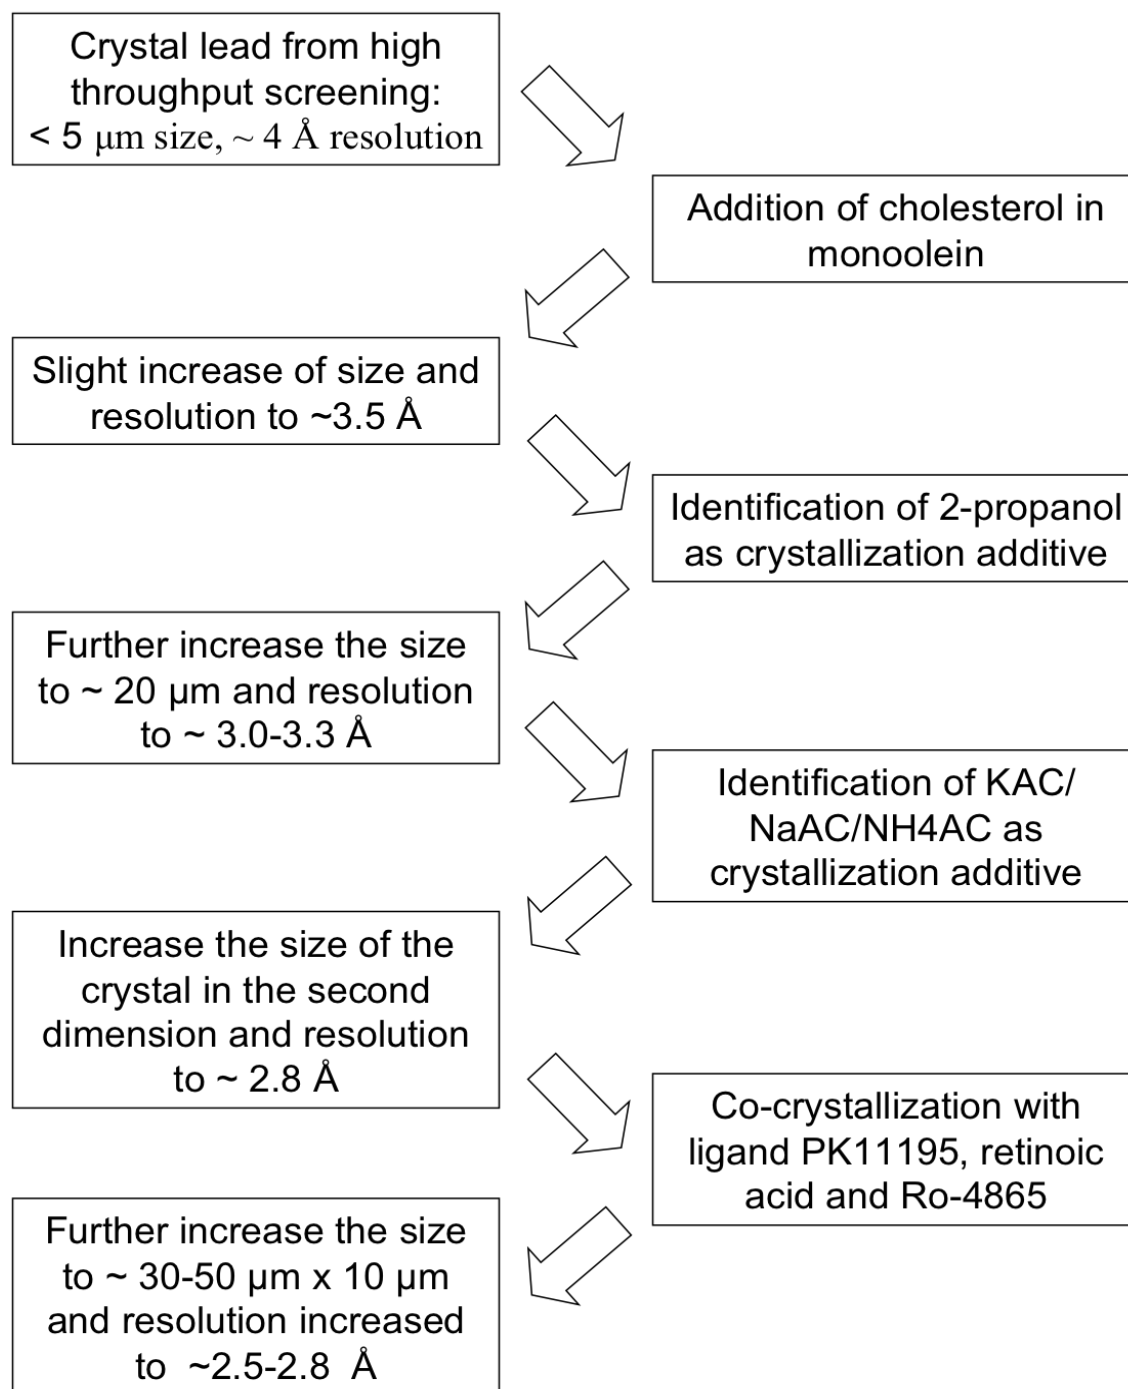 Crystal lead from high
throughput screening:
< 5 μm size, ~ 4 Å resolution
Addition of cholesterol in
monoolein
Slight increase of size and
resolution to ~3.5 Å
Identification of 2-propanol
as crystallization additive
Further increase the size
to ~ 20 μm and resolution
to ~ 3.0-3.3 Å
Identification of KAC/
NaAC/NH4AC as
crystallization additive
Increase the size of the
crystal in the second
dimension and resolution
to ~ 2.8 Å
Co-crystallization with
ligand PK11195, retinoic
acid and Ro-4865
Further increase the size
to ~ 30-50 μm x 10 μm
and resolution increased
to ~2.5-2.8 Å